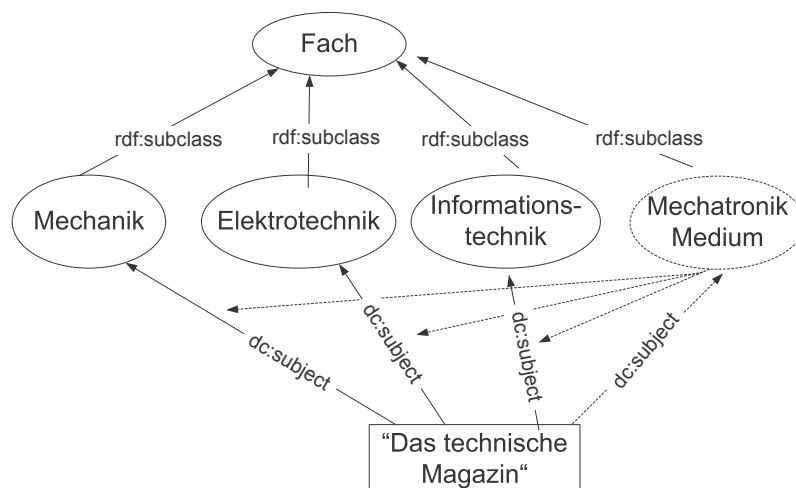 Fach
rdf:subclass
rdf:subclass
rdf:subclass
rdf:subclass
Mechanik
Elektrotechnik
Informations-
technik
Mechatronik
Medium
dc:subject
dc:subject
dc:subject
dc:subject
“Das technische
Magazin“